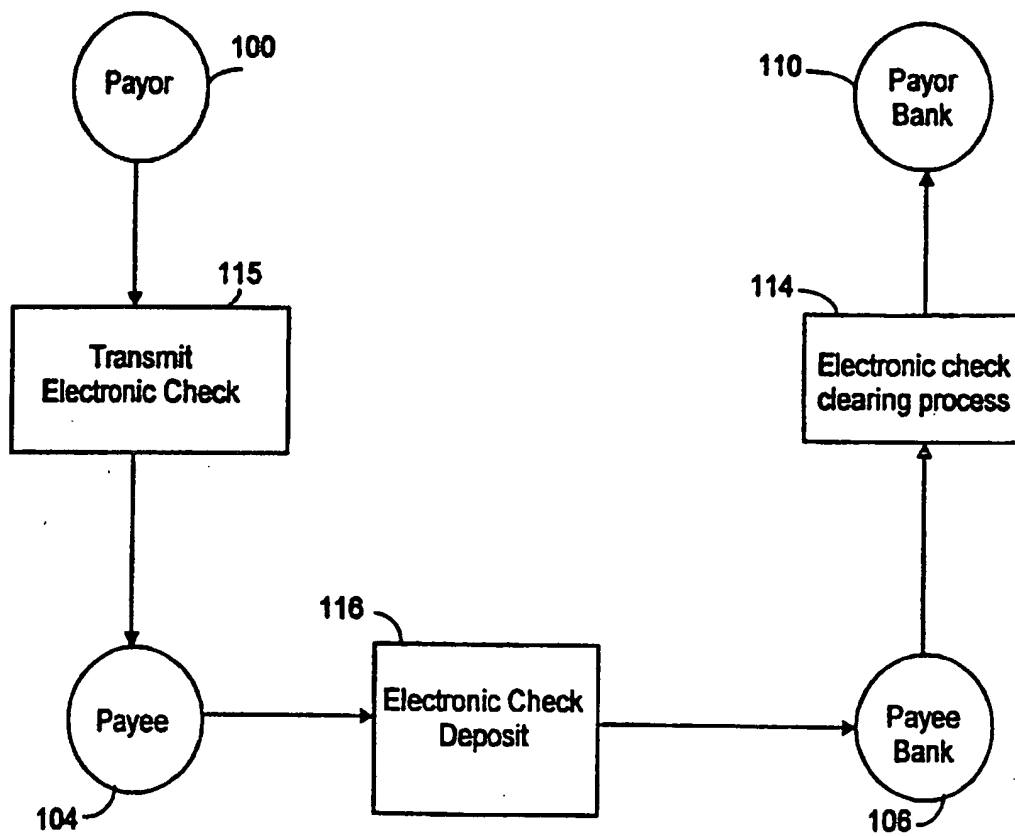 100
Payor
110
Payor
Bank
115
Transmit
Electronic Check
114
Electronic check
clearing process
116
Electronic Check
Deposit
Payee
104
Payee
Bank
106